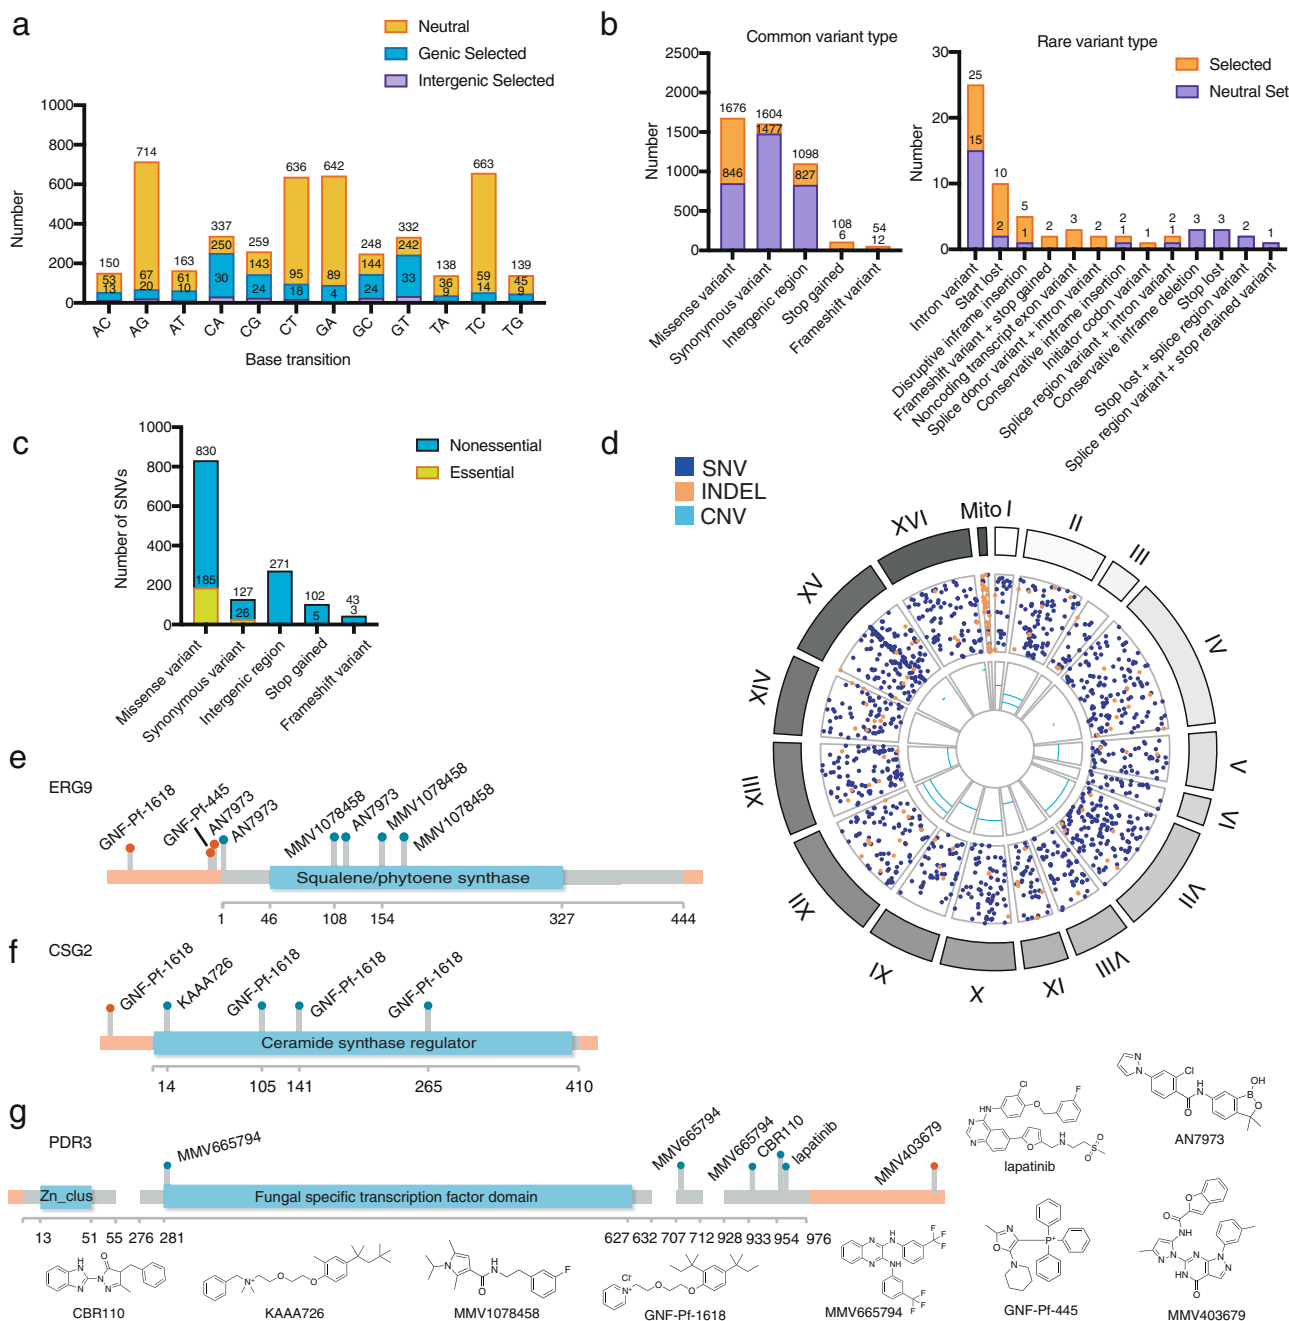 a
Neutral
Genic Selected
Intergenic Selected
Number
1000
800
600
400
200
0
150 714 163 337 259 636 642 248 332 138 663 139
53 67 61 250 143 95 89 144 242 36 59 45
13 20 10 30 24 18 4 24 33 9 14 9
AC AG AT CA CG CT GA GC GT TA TC TG
Base transition
b
Common variant type
Number
2500
2000
1500
1000
500
0
1676 1604 1098 108 54
846 1477 827 6 12
Missense variant
Synonymous variant
Intergenic region
Stop gained
Frameshift variant
Rare variant type
Selected
Neutral Set
Number
30
20
10
0
25 10 5 2 3 2 2 1 2 3 3 2 1
15 2 1 1 1
Intron variant
Start lost
Disruptive inframe insertion
Frameshift variant + stop gained
Noncoding transcript exon variant
Splice donor variant + intron variant
Conservative inframe insertion
Initiator codon variant
Splice region variant + intron variant
Conservative inframe deletion
Stop lost
Stop lost + splice region variant
Splice region variant + stop retained variant
c
Nonessential
Essential
Number of SNVs
1000
800
600
400
200
0
830 127 271 102 43
185 26 5 3
Missense variant
Synonymous variant
Intergenic region
Stop gained
Frameshift variant
d
SNV
INDEL
CNV
Mito I II III IV V VI VII VIII IX X XI XII XIII XIV XV XVI
e
ERG9
GNF-Pf-1618 GNF-Pf-445 AN7973 AN7973 MMV1078458 AN7973 MMV1078458 MMV1078458
Squalene/phytoene synthase
1 46 108 154 327 444
f
CSG2
GNF-Pf-1618 KAAA726 GNF-Pf-1618 GNF-Pf-1618 GNF-Pf-1618
Ceramide synthase regulator
14 105 141 265 410
g
PDR3
MMV665794 MMV665794 MMV665794 CBR110 lapatinib MMV403679
Zn_clus
Fungal specific transcription factor domain
13 51 55 276 281 627 632 707 712 928 933 954 976
CBR110
KAAA726
MMV1078458
GNF-Pf-1618
MMV665794
lapatinib
AN7973
GNF-Pf-445
MMV403679